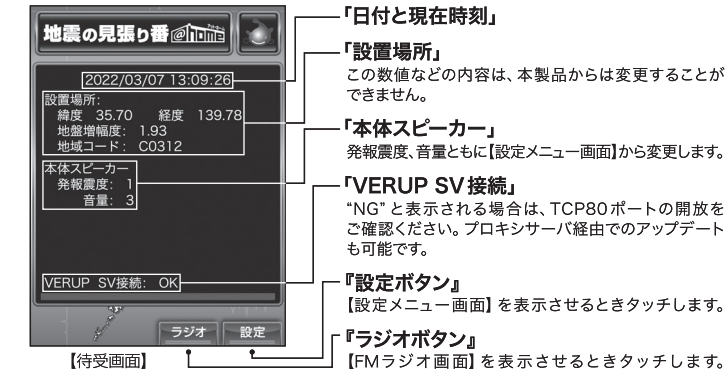 地震の見張り番@home
2022/03/07 13:09:26
設置場所:
緯度 35.70 経度 139.78
地盤増幅度: 1.93
地域コード: C0312
本体スピーカー
発報震度: 1
音量: 3
VERUP SV接続: OK
ラジオ 設定
【待受画面】
「日付と現在時刻」
「設置場所」
この数値などの内容は、本製品からは変更することが
できません。
「本体スピーカー」
発報震度、音量ともに【設定メニュー画面】から変更します。
「VERUP SV接続」
“NG”と表示される場合は、TCP80ポートの開放を
ご確認ください。プロキシサーバ経由でのアップデート
も可能です。
『設定ボタン』
【設定メニュー画面】を表示させるときタッチします。
『ラジオボタン』
【FMラジオ画面】を表示させるときタッチします。